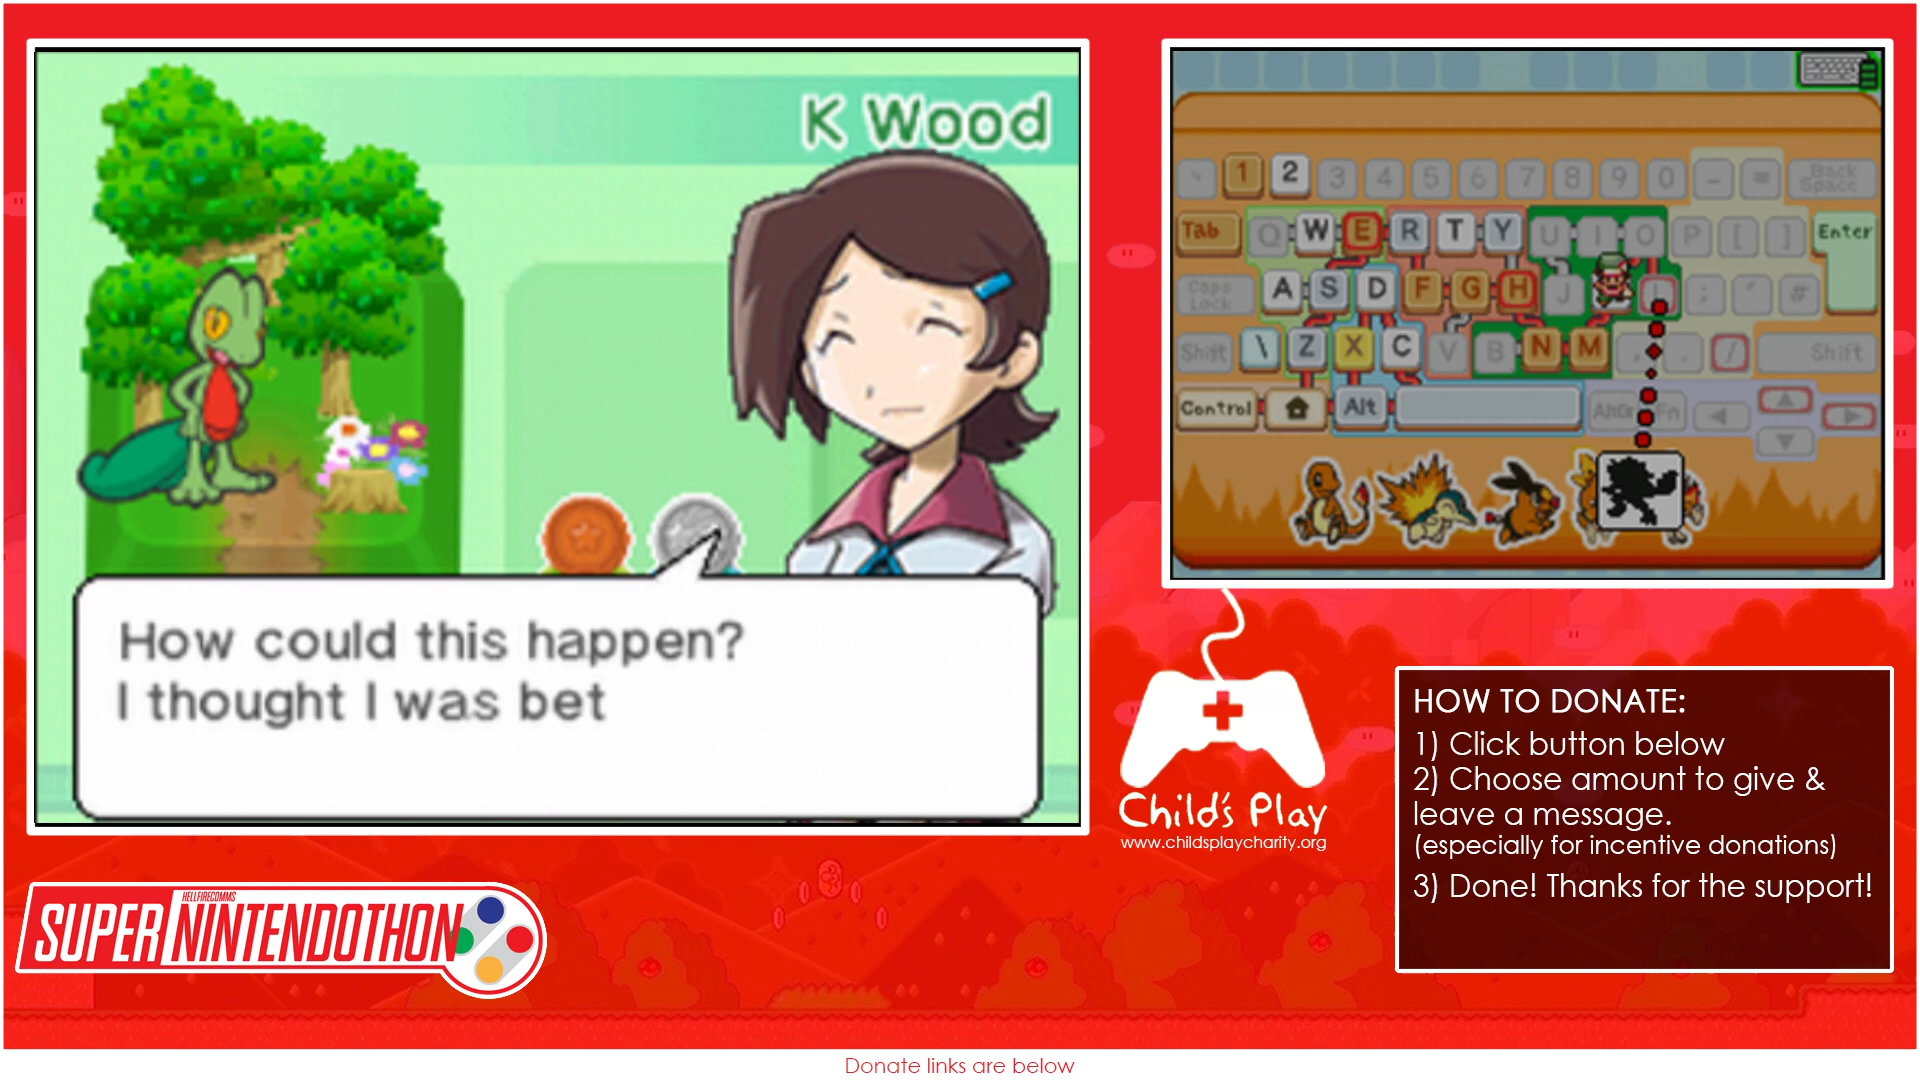 K Wood
How could this happen?
I thought I was bet
1 2 3 4 5 6 7 8 9 0 - = Back Space
Tab Q W E R T Y U I O P [ ] Enter
Caps Lock A S D F G H J ; ' #
Shift \ Z X C V B N M , . / Shift
Control Alt AltGr Fn
Child's Play
www.childsplaycharity.org
HOW TO DONATE:
1) Click button below
2) Choose amount to give &
leave a message.
(especially for incentive donations)
3) Done! Thanks for the support!
HELLFIRECOMMS
SUPER NINTENDOTHON
Donate links are below